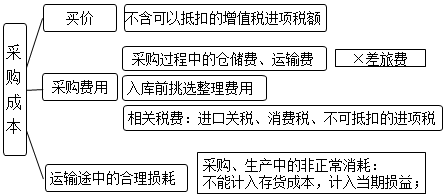 采购成本
买价
不含可以抵扣的增值税进项税额
采购费用
采购过程中的仓储费、运输费
×差旅费
入库前挑选整理费用
相关税费：进口关税、消费税、不可抵扣的进项税
运输途中的合理损耗
采购、生产中的非正常消耗：
不能计入存货成本，计入当期损益；